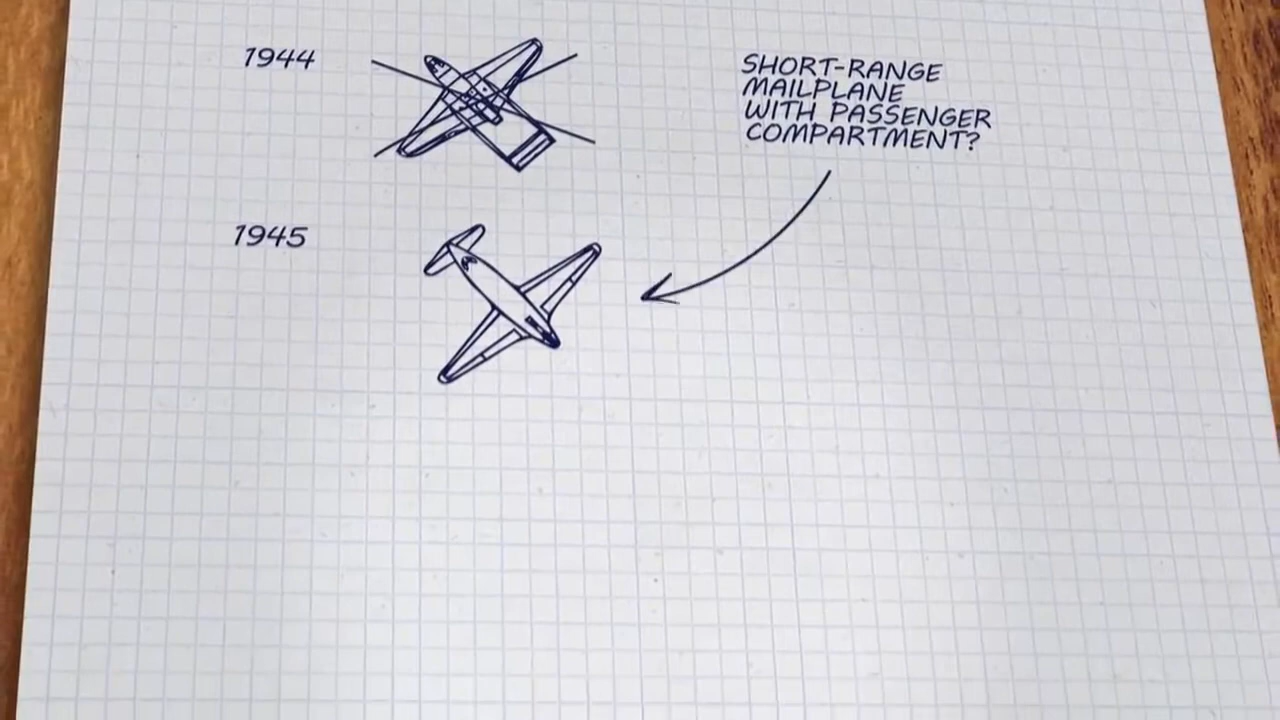 1944
SHORT-RANGE
MAILPLANE
WITH PASSENGER
COMPARTMENT?
1945